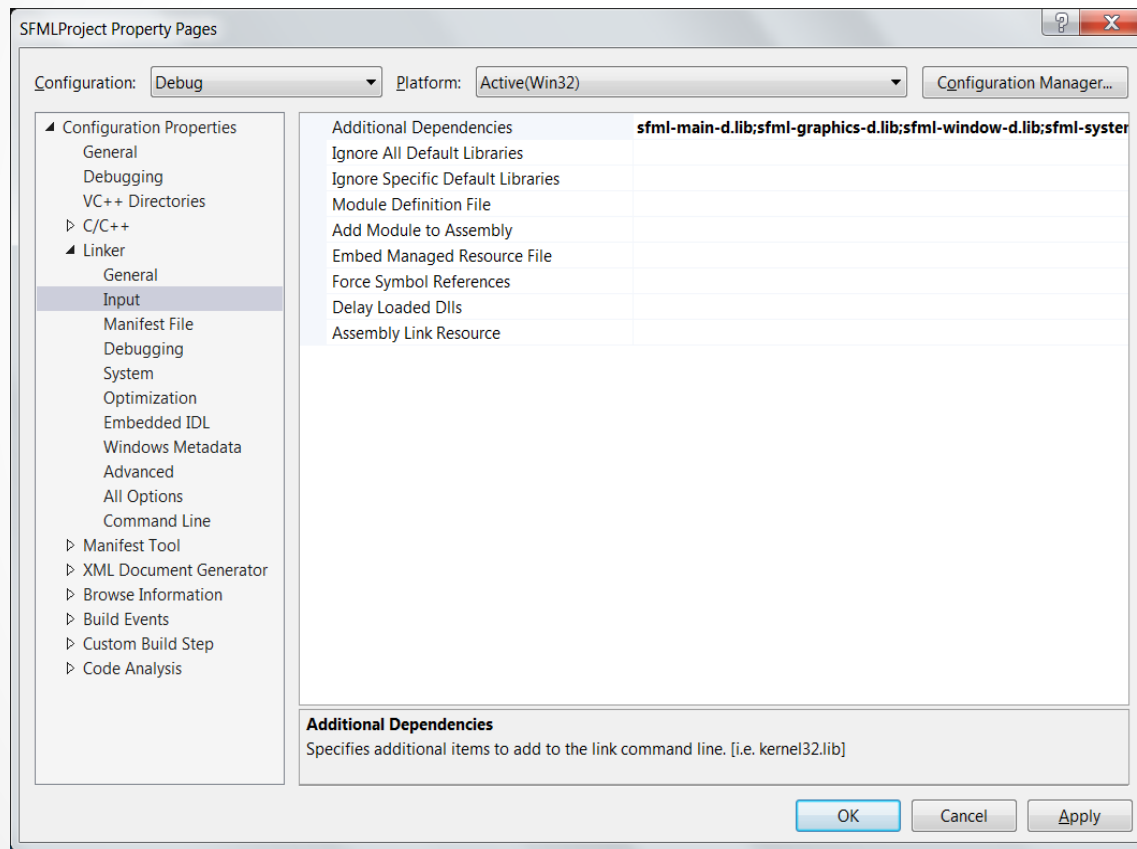 SFMLProject Property Pages
Configuration: Debug Platform: Active(Win32) Configuration Manager...
Configuration Properties
General
Debugging
VC++ Directories
C/C++
Linker
General
Input
Manifest File
Debugging
System
Optimization
Embedded IDL
Windows Metadata
Advanced
All Options
Command Line
Manifest Tool
XML Document Generator
Browse Information
Build Events
Custom Build Step
Code Analysis
Additional Dependencies sfml-main-d.lib;sfml-graphics-d.lib;sfml-window-d.lib;sfml-system
Ignore All Default Libraries
Ignore Specific Default Libraries
Module Definition File
Add Module to Assembly
Embed Managed Resource File
Force Symbol References
Delay Loaded Dlls
Assembly Link Resource
Additional Dependencies
Specifies additional items to add to the link command line. [i.e. kernel32.lib]
OK Cancel Apply